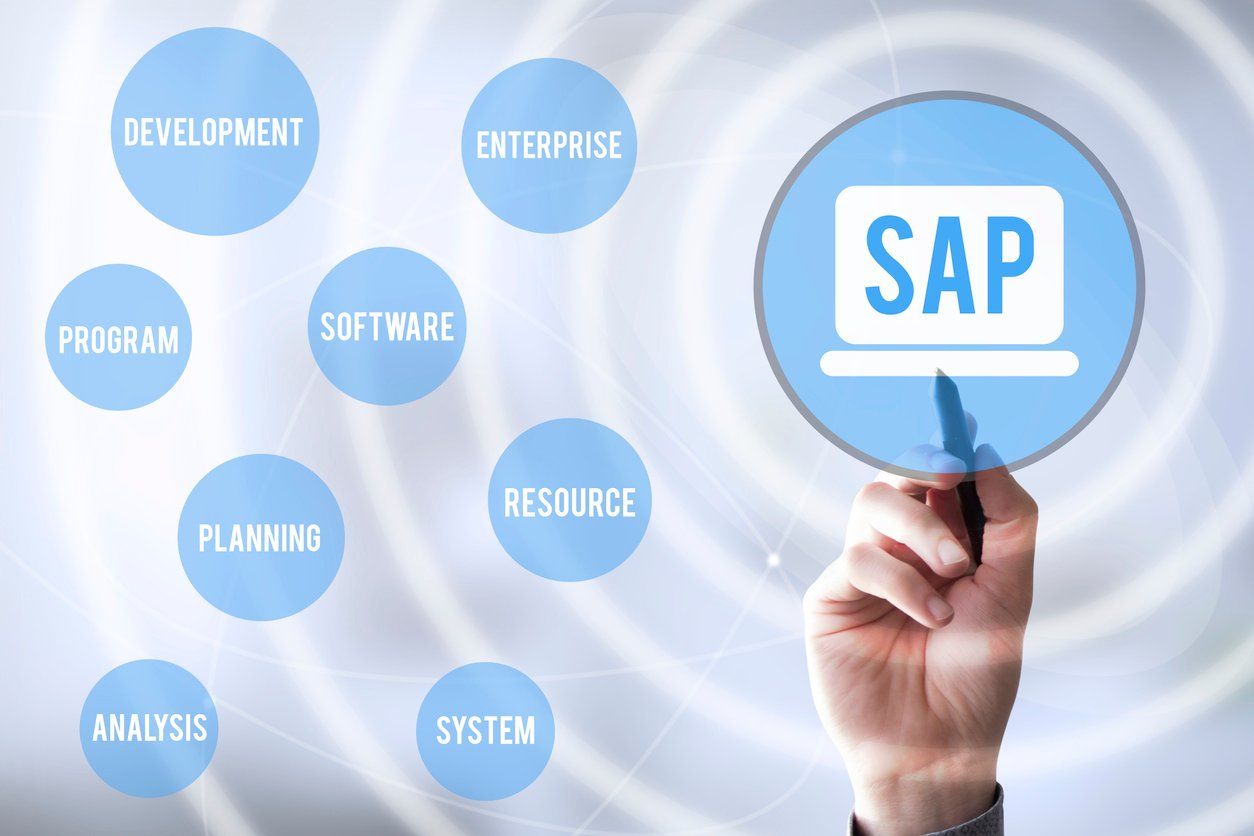 DEVELOPMENT
ENTERPRISE
SAP
PROGRAM
SOFTWARE
PLANNING
RESOURCE
ANALYSIS
SYSTEM